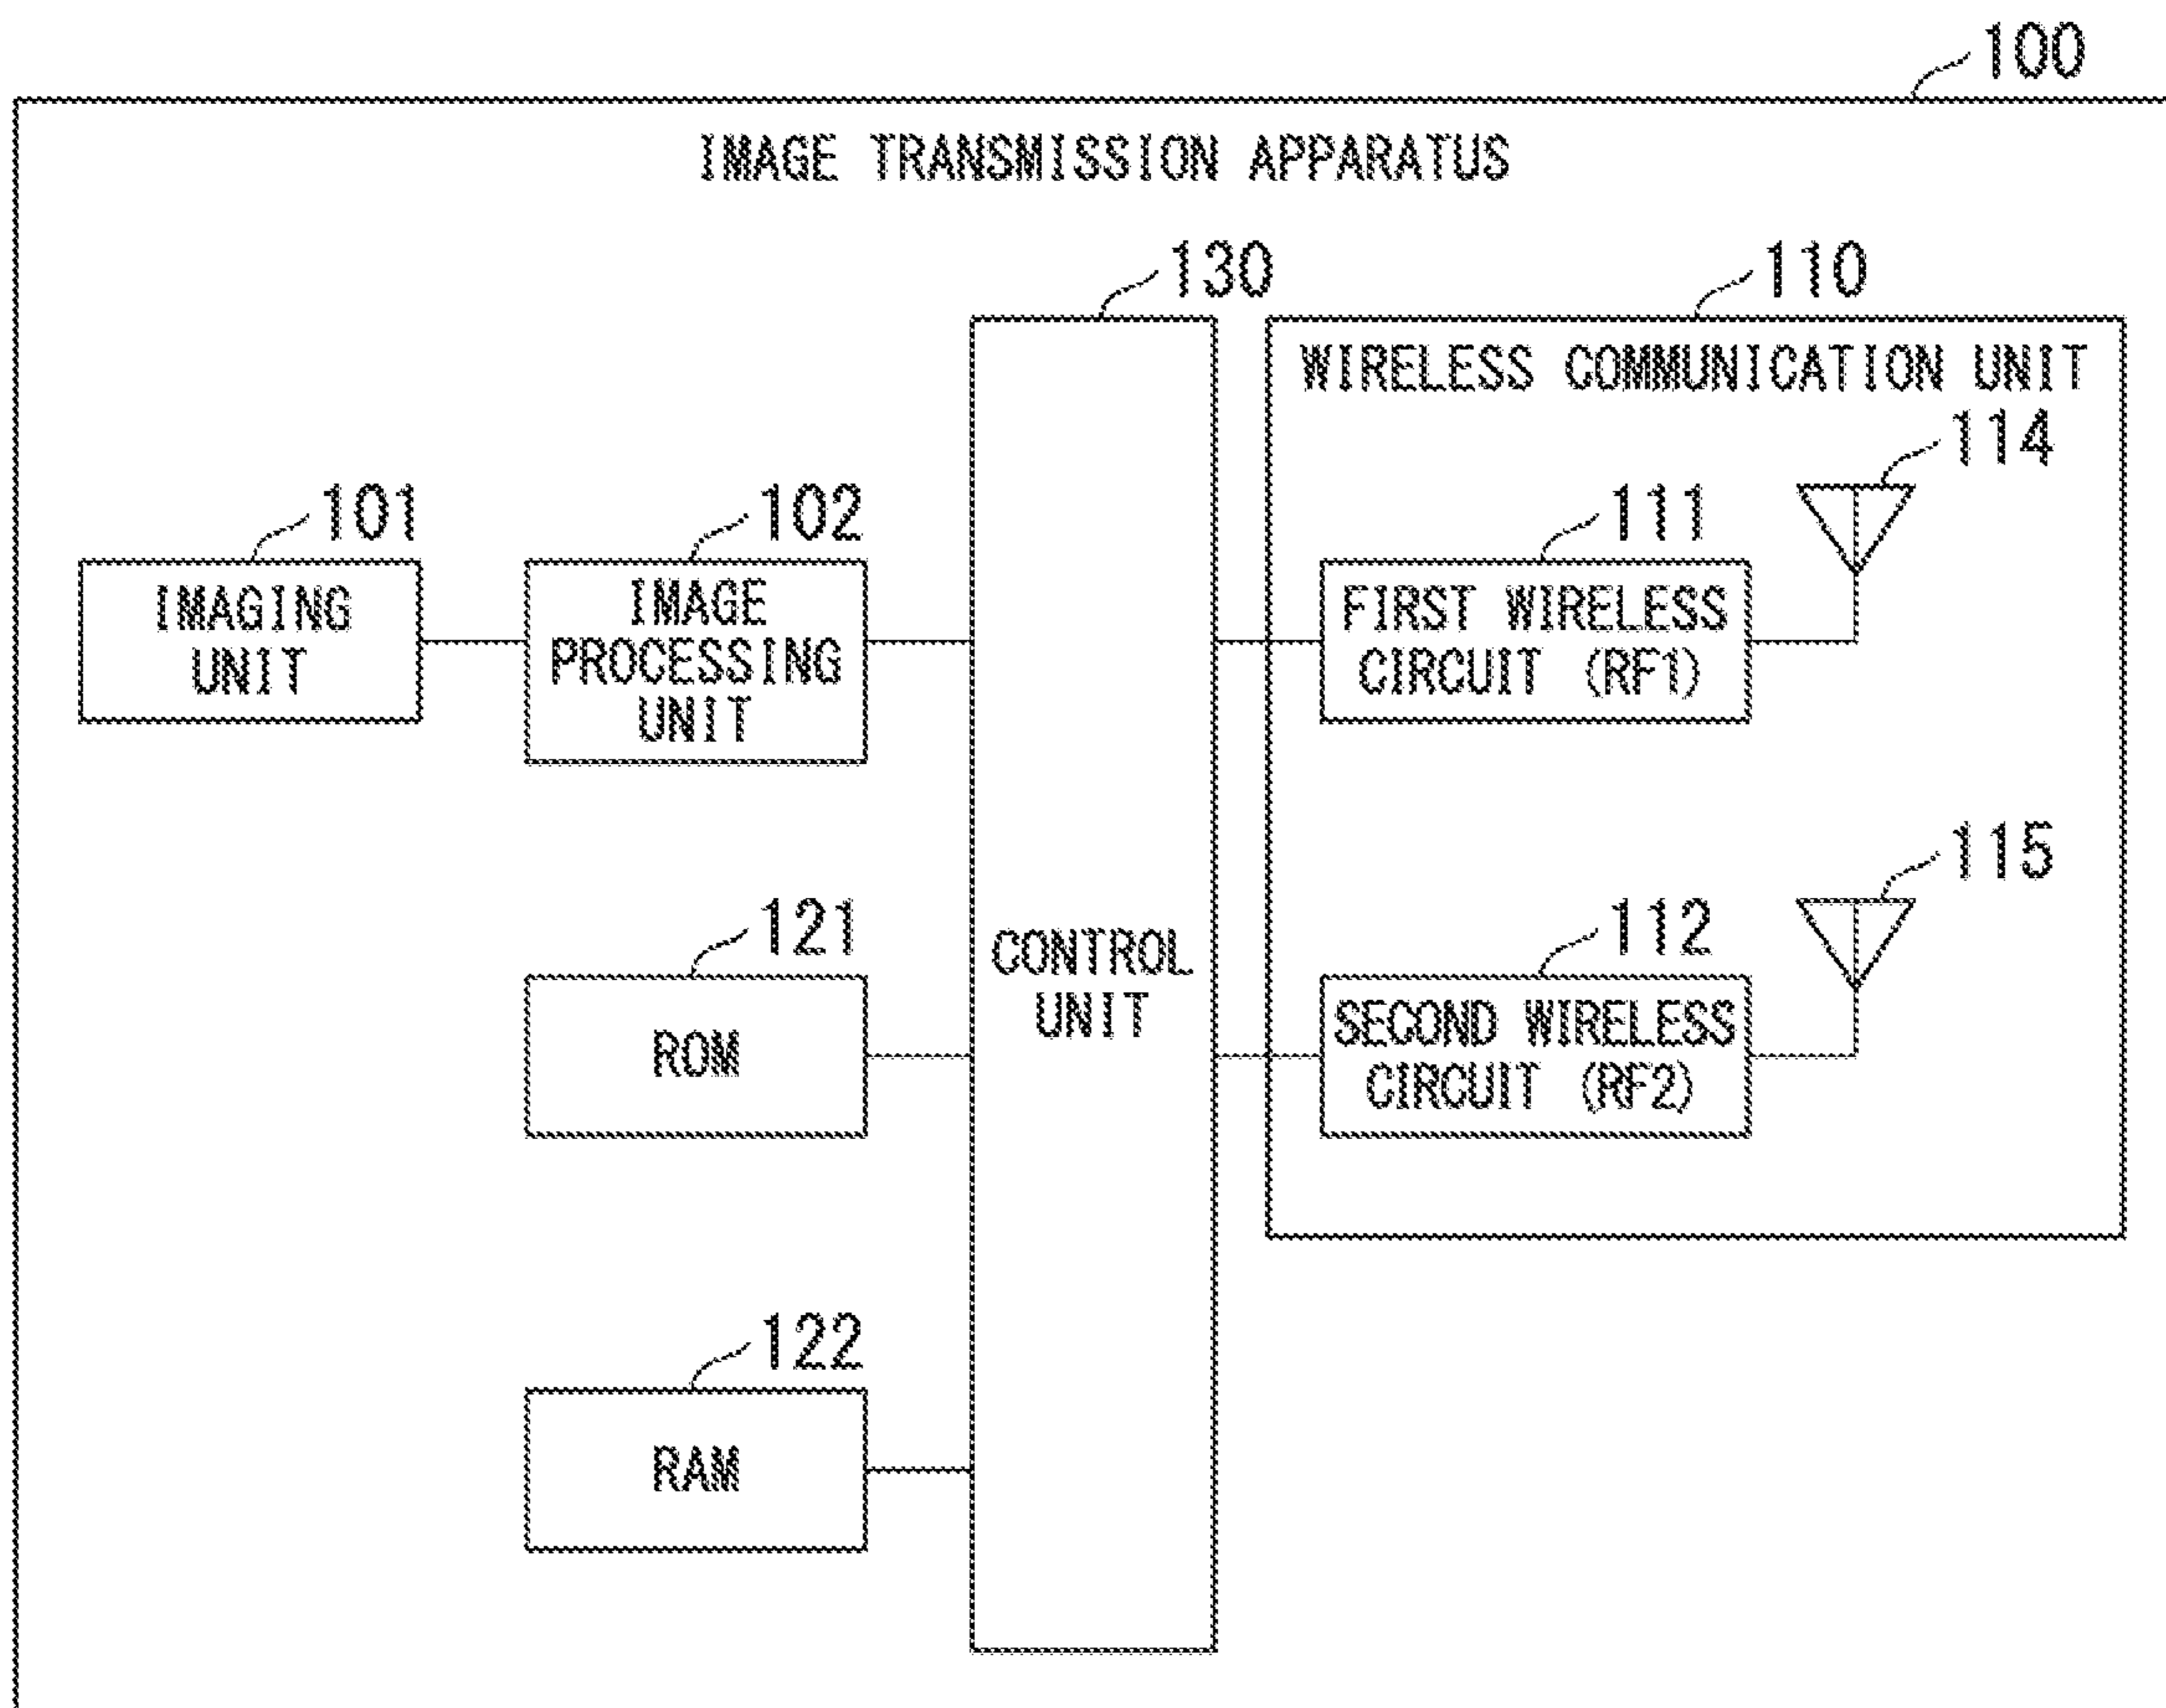 100
IMAGE TRANSMISSION APPARATUS
130
110
WIRELESS COMMUNICATION UNIT
114
101
102
111
IMAGING
UNIT
IMAGE
PROCESSING
UNIT
FIRST WIRELESS
CIRCUIT (RF1)
115
121
112
CONTROL
UNIT
ROM
SECOND WIRELESS
CIRCUIT (RF2)
122
RAM